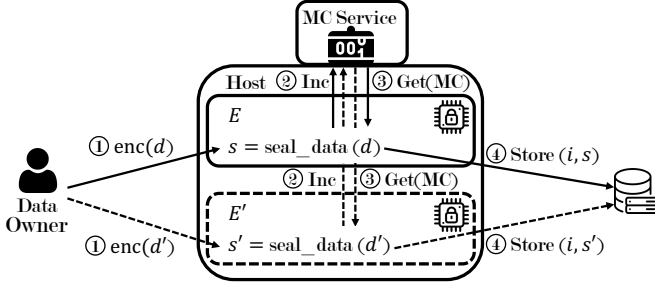 MC Service
001
Host ② Inc ③ Get(MC)
E
① enc(d)
s = seal_data (d)
④ Store (i, s)
② Inc ③ Get(MC)
Data
Owner
E′
① enc(d′)
s′ = seal_data (d′)
④ Store (i, s′)